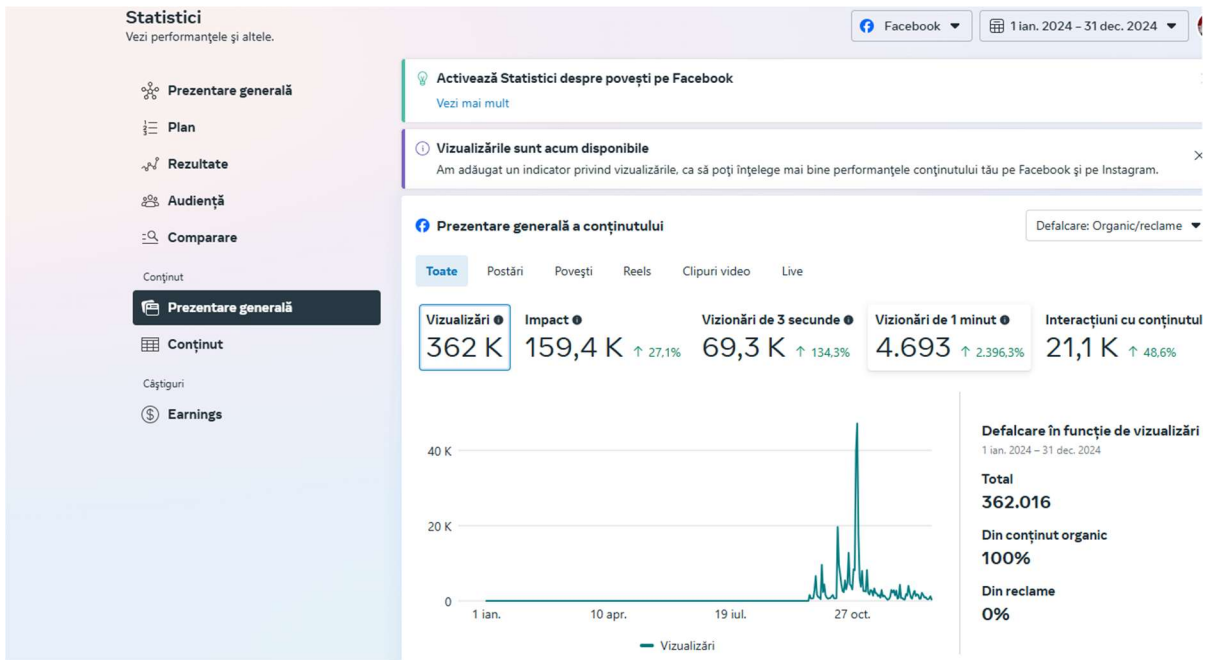 Statistici
Vezi performanțele și altele.
Facebook
1 ian. 2024 – 31 dec. 2024
Prezentare generală
Plan
Rezultate
Audiență
Comparare
Conținut
Prezentare generală
Conținut
Câștiguri
Earnings
Activează Statistici despre povești pe Facebook
Vezi mai mult
Vizualizările sunt acum disponibile
Am adăugat un indicator privind vizualizările, ca să poți înțelege mai bine performanțele conținutului tău pe Facebook și pe Instagram.
Prezentare generală a conținutului
Defalcare: Organic/reclame
Toate Postări Povești Reels Clipuri video Live
Vizualizări Impact Vizionări de 3 secunde Vizionări de 1 minut Interacțiuni cu conținutul
362 K 159,4 K ↑ 27,1% 69,3 K ↑ 134,3% 4.693 ↑ 2.396,3% 21,1 K ↑ 48,6%
40 K
20 K
0
1 ian. 10 apr. 19 iul. 27 oct.
Vizualizări
Defalcare în funcție de vizualizări
1 ian. 2024 – 31 dec. 2024
Total
362.016
Din conținut organic
100%
Din reclame
0%